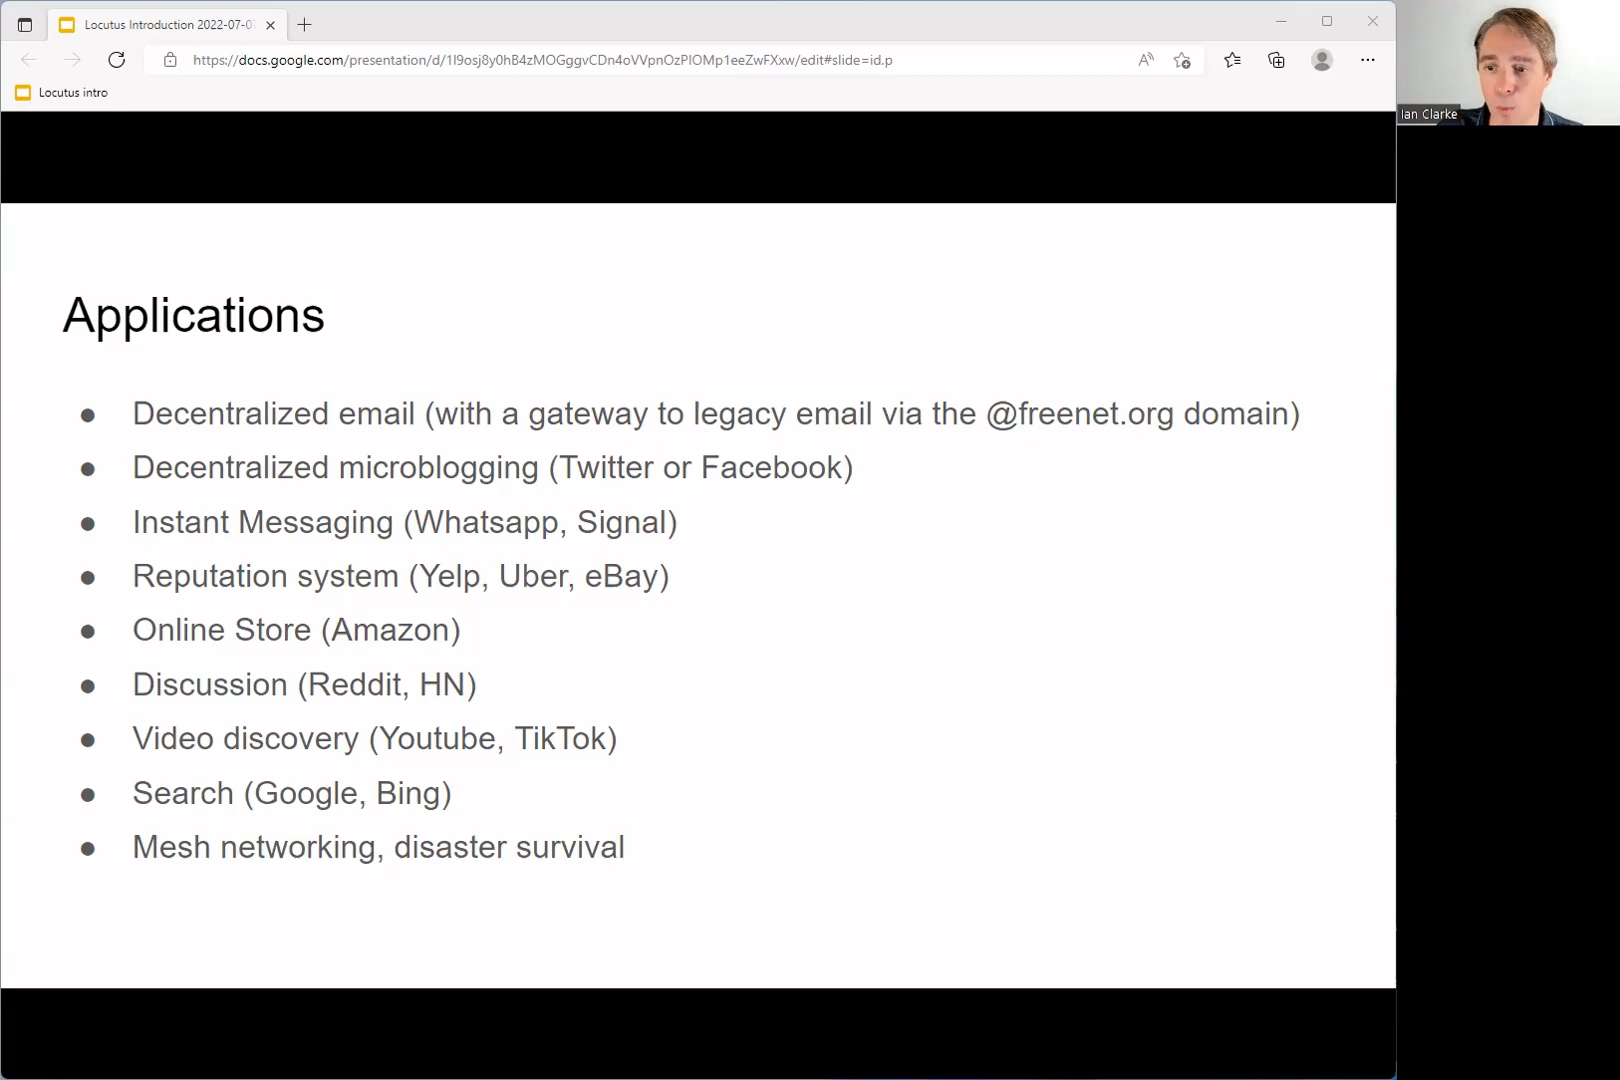 Locutus Introduction 2022-07-0
https://docs.google.com/presentation/d/1I9osj8y0hB4zMOGggvCDn4oVVpnOzPIOMp1eeZwFXxw/edit#slide=id.p
Locutus intro
Ian Clarke
Applications
● Decentralized email (with a gateway to legacy email via the @freenet.org domain)
● Decentralized microblogging (Twitter or Facebook)
● Instant Messaging (Whatsapp, Signal)
● Reputation system (Yelp, Uber, eBay)
● Online Store (Amazon)
● Discussion (Reddit, HN)
● Video discovery (Youtube, TikTok)
● Search (Google, Bing)
● Mesh networking, disaster survival